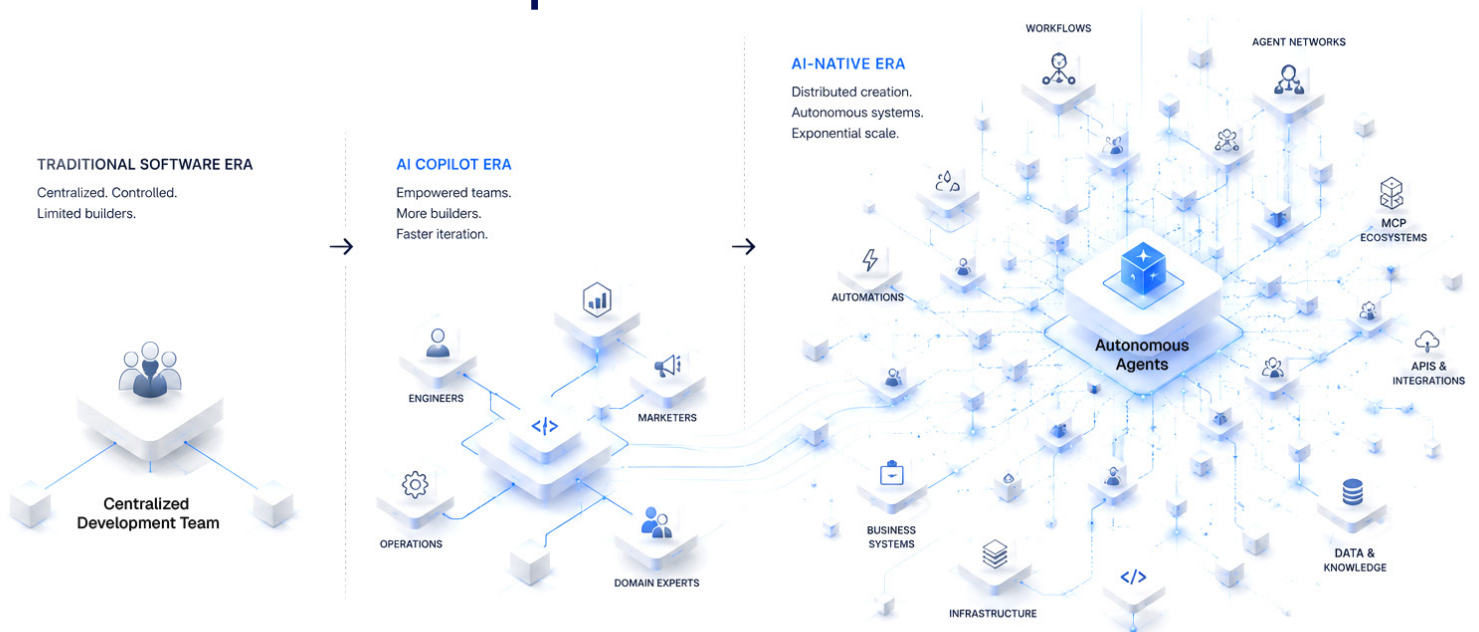 TRADITIONAL SOFTWARE ERA
Centralized. Controlled.
Limited builders.
Centralized
Development Team
AI COPILOT ERA
Empowered teams.
More builders.
Faster iteration.
ENGINEERS
MARKETERS
</>
OPERATIONS
DOMAIN EXPERTS
AI-NATIVE ERA
Distributed creation.
Autonomous systems.
Exponential scale.
WORKFLOWS
AGENT NETWORKS
MCP
ECOSYSTEMS
AUTOMATIONS
Autonomous
Agents
APIS &
INTEGRATIONS
BUSINESS
SYSTEMS
DATA &
KNOWLEDGE
INFRASTRUCTURE
</>